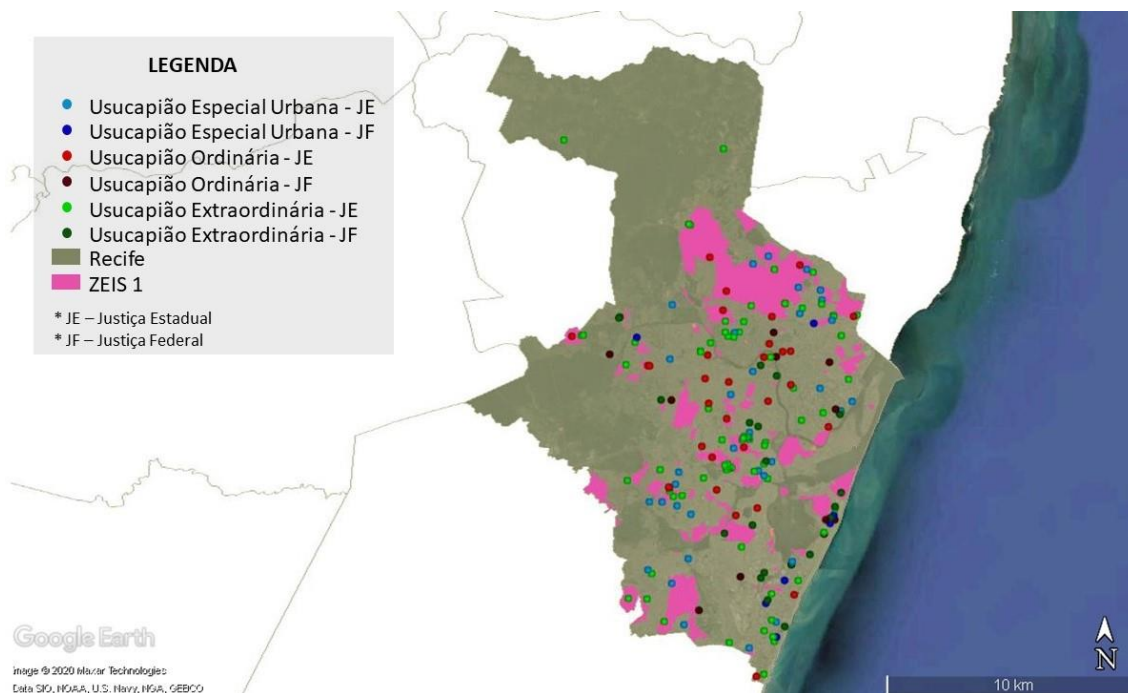 LEGENDA
Usucapião Especial Urbana - JE
Usucapião Especial Urbana - JF
Usucapião Ordinária - JE
Usucapião Ordinária - JF
Usucapião Extraordinária - JE
Usucapião Extraordinária - JF
Recife
ZEIS 1
* JE – Justiça Estadual
* JF – Justiça Federal
Google Earth
Image © 2020 Maxar Technologies
Data SIO, NOAA, U.S. Navy, NGA, GEBCO
N
10 km